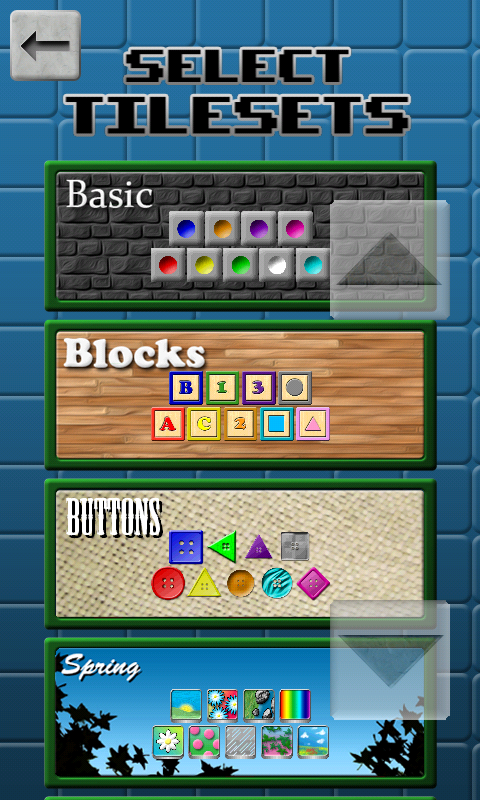 SELECT
TILESETS
Basic
Blocks
B 1 3
A C 2
BUTTONS
Spring